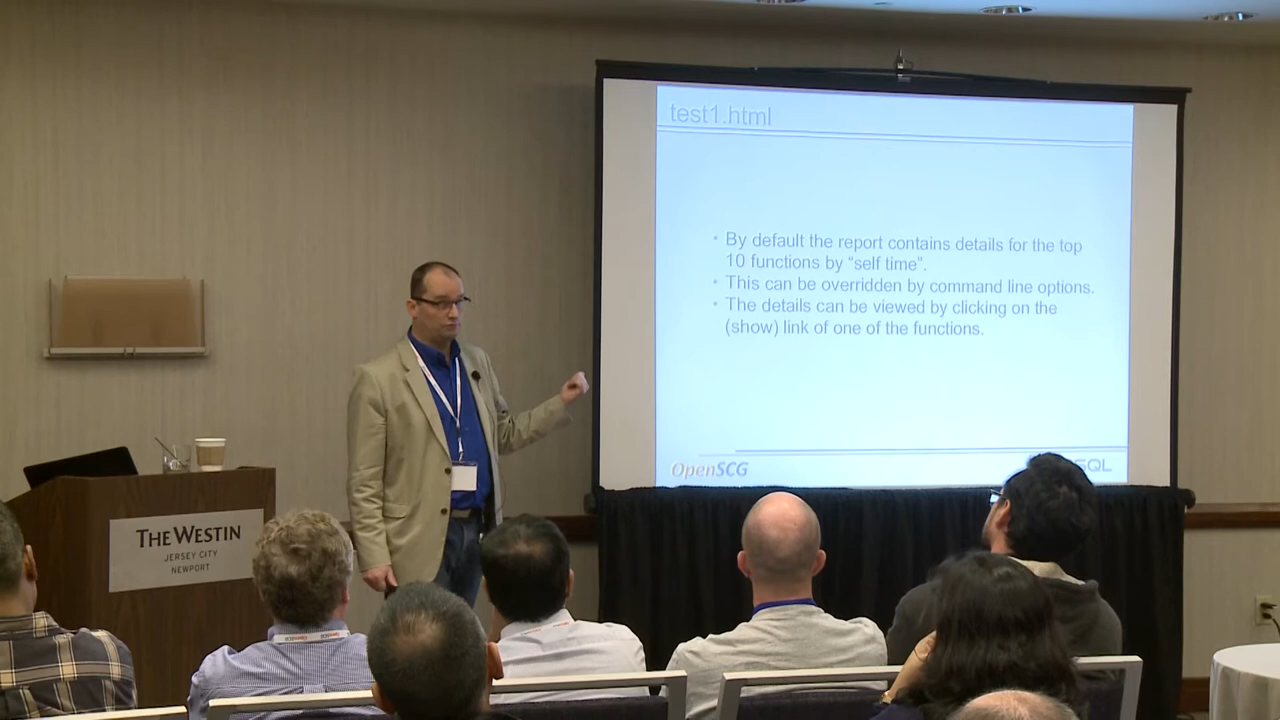 test1.html
• By default the report contains details for the top
10 functions by “self time”.
• This can be overridden by command line options.
• The details can be viewed by clicking on the
(show) link of one of the functions.
OpenSCG
SQL
THE WESTIN
JERSEY CITY
NEWPORT
OpenSCG